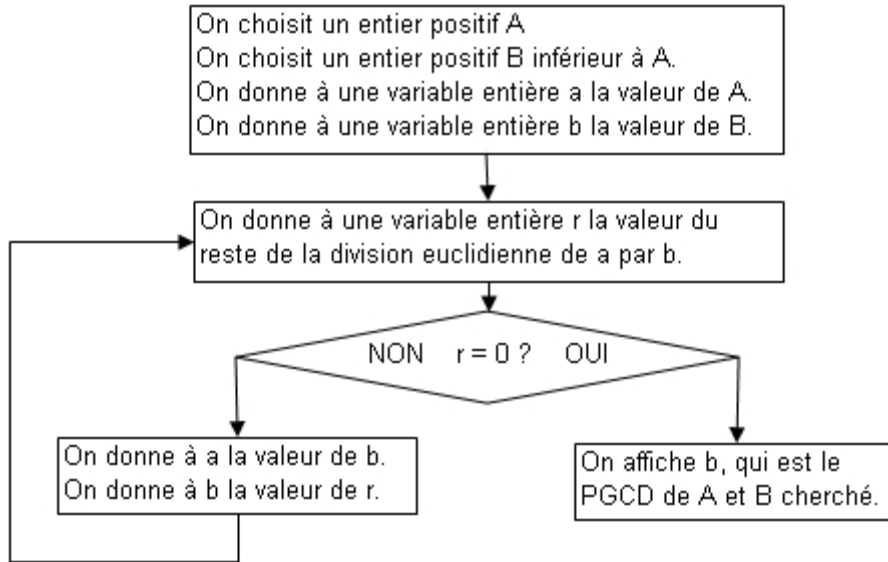 On choisit un entier positif A
On choisit un entier positif B inférieur à A.
On donne à une variable entière a la valeur de A.
On donne à une variable entière b la valeur de B.
On donne à une variable entière r la valeur du
reste de la division euclidienne de a par b.
NON r = 0 ? OUI
On donne à a la valeur de b.
On donne à b la valeur de r.
On affiche b, qui est le
PGCD de A et B cherché.